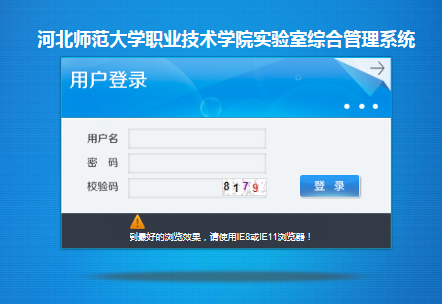 河北师范大学职业技术学院实验室综合管理系统
用户登录
用户名
密 码
校验码 8179
登 录
到最好的浏览效果，请使用IE8或IE11浏览器！